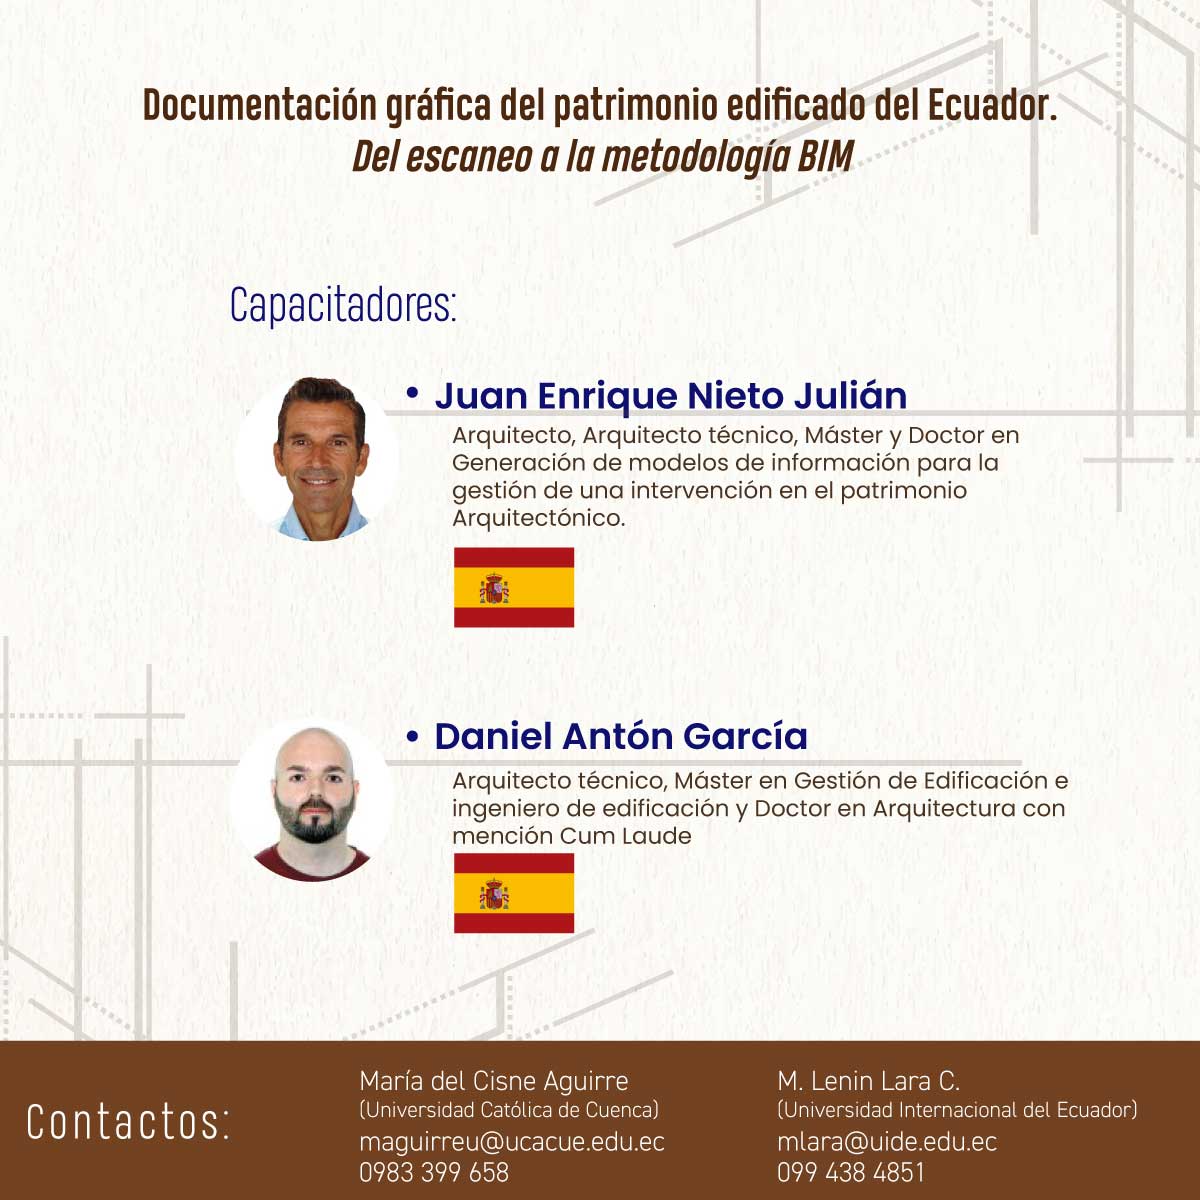 Documentación gráfica del patrimonio edificado del Ecuador.
Del escaneo a la metodología BIM
Capacitadores:
• Juan Enrique Nieto Julián
Arquitecto, Arquitecto técnico, Máster y Doctor en
Generación de modelos de información para la
gestión de una intervención en el patrimonio
Arquitectónico.
• Daniel Antón García
Arquitecto técnico, Máster en Gestión de Edificación e
ingeniero de edificación y Doctor en Arquitectura con
mención Cum Laude
Contactos:
María del Cisne Aguirre
(Universidad Católica de Cuenca)
maguirreu@ucacue.edu.ec
0983 399 658
M. Lenin Lara C.
(Universidad Internacional del Ecuador)
mlara@uide.edu.ec
099 438 4851